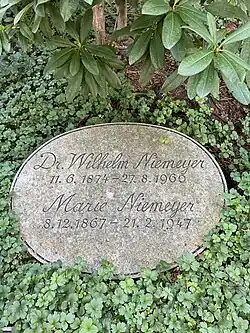 Dr. Wilhelm Niemeyer
11. 6. 1874 – 27. 8. 1960
Marie Niemeyer
8. 12. 1867 – 21. 2. 1947